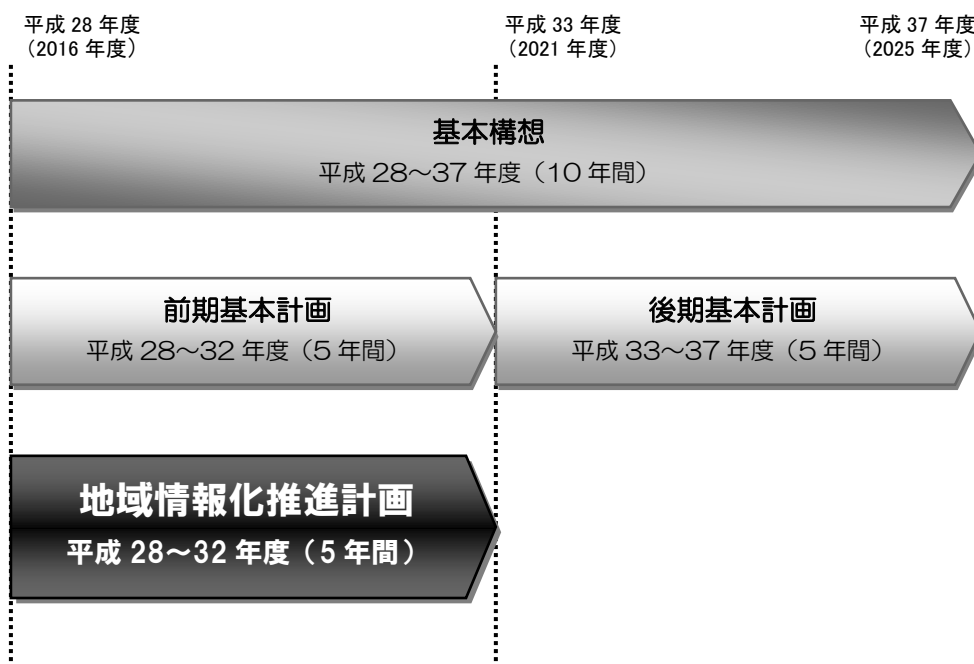 平成 28 年度
（2016 年度）
平成 33 年度
（2021 年度）
平成 37 年度
（2025 年度）
基本構想
平成 28～37 年度（10 年間）
前期基本計画
平成 28～32 年度（5 年間）
後期基本計画
平成 33～37 年度（5 年間）
地域情報化推進計画
平成 28～32 年度（5 年間）